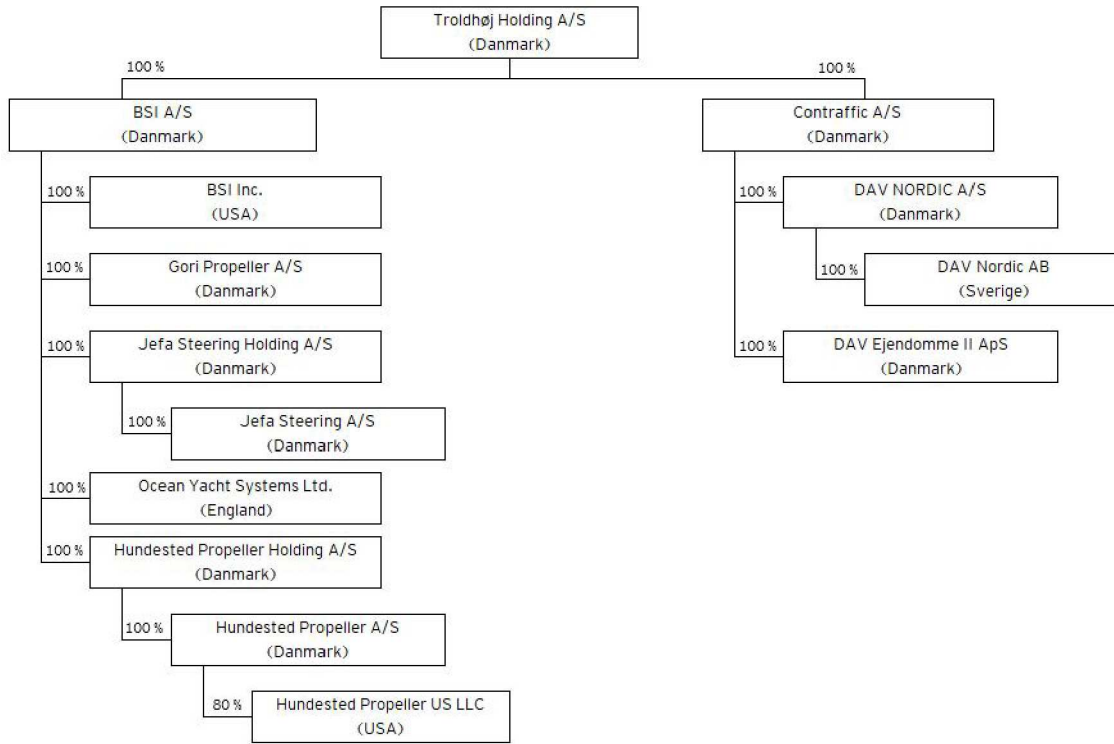 Troldhøj Holding A/S
(Danmark)
100 %
100 %
BSI A/S
(Danmark)
Contraffic A/S
(Danmark)
100 %
BSI Inc.
(USA)
100 %
DAV NORDIC A/S
(Danmark)
100 %
Gori Propeller A/S
(Danmark)
100 %
DAV Nordic AB
(Sverige)
100 %
Jefa Steering Holding A/S
(Danmark)
100 %
DAV Ejendomme II ApS
(Danmark)
100 %
Jefa Steering A/S
(Danmark)
100 %
Ocean Yacht Systems Ltd.
(England)
100 %
Hundested Propeller Holding A/S
(Danmark)
100 %
Hundested Propeller A/S
(Danmark)
80 %
Hundested Propeller US LLC
(USA)